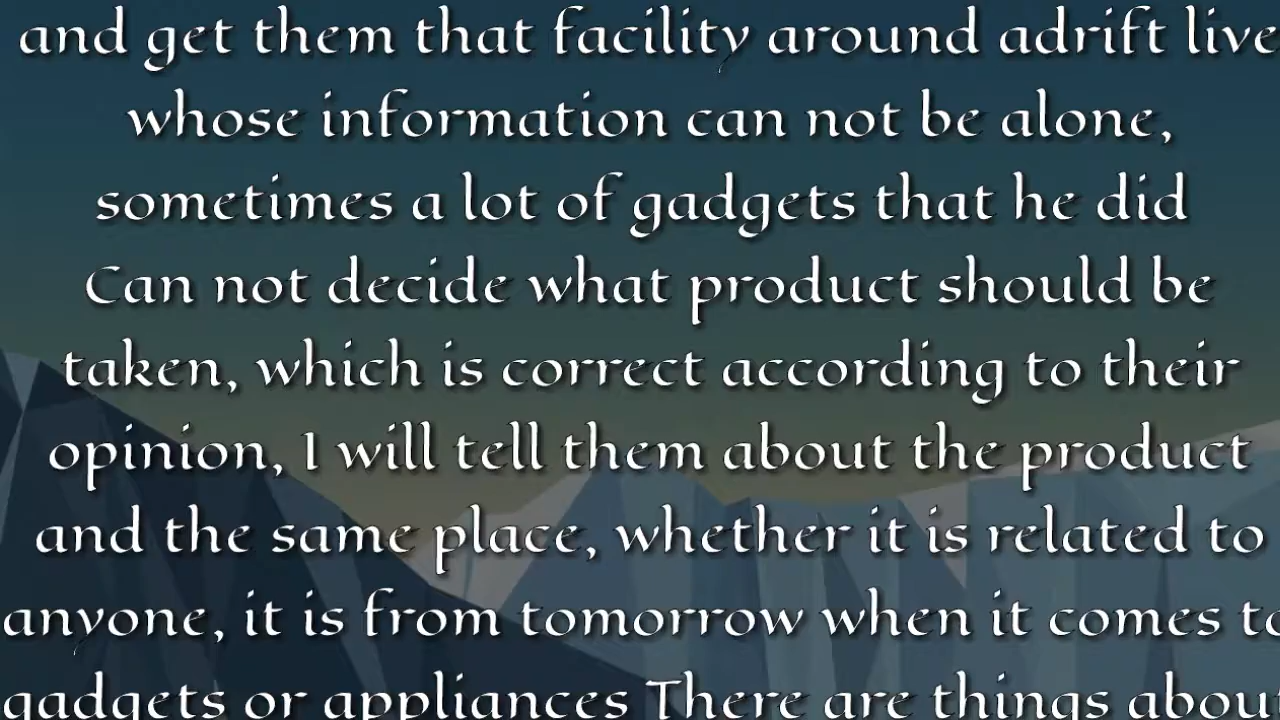 and get them that facility around adrift live
whose information can not be alone,
sometimes a lot of gadgets that he did
Can not decide what product should be
taken, which is correct according to their
opinion, I will tell them about the product
and the same place, whether it is related to
anyone, it is from tomorrow when it comes to
gadgets or appliances There are things about